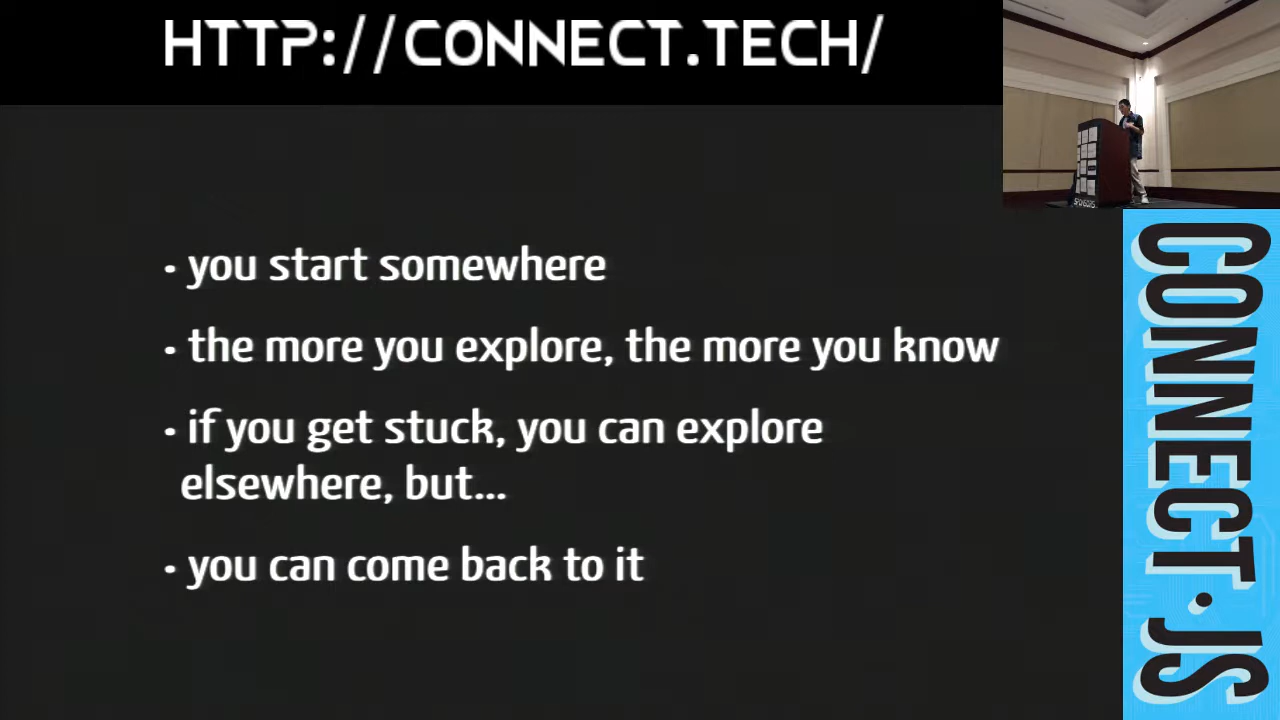 HTTP://CONNECT.TECH/
• you start somewhere
• the more you explore, the more you know
• if you get stuck, you can explore
elsewhere, but...
• you can come back to it
CONNECT.JS